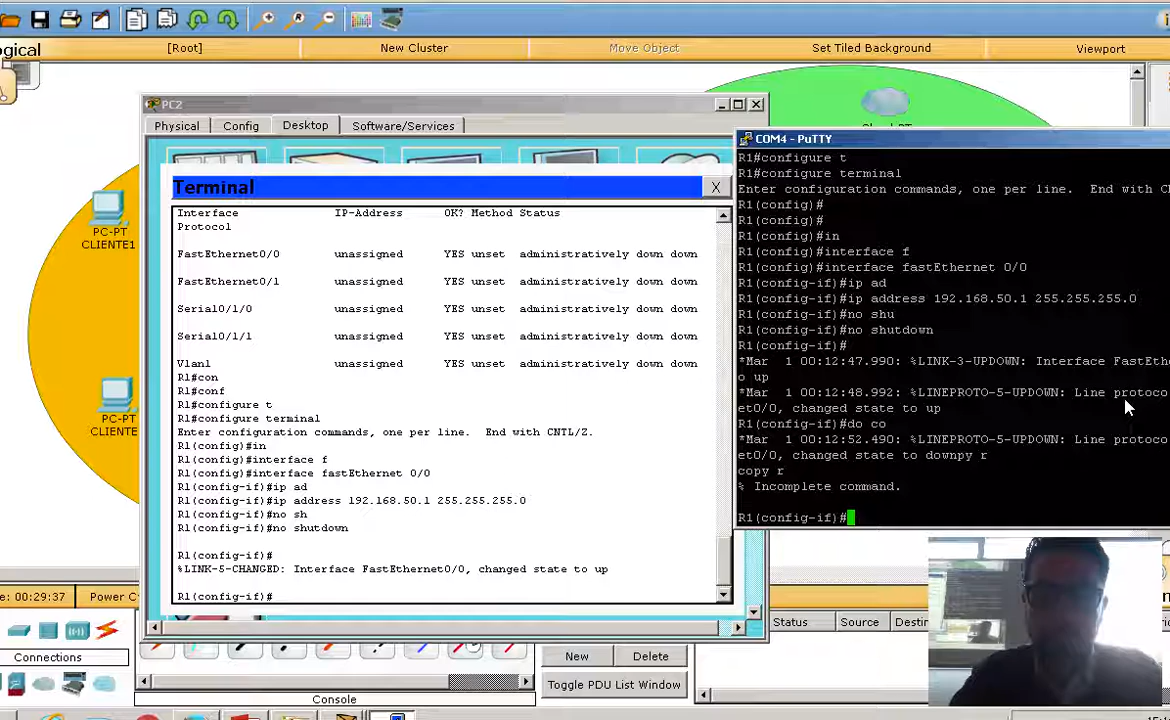 ogical
[Root]
New Cluster
Move Object
Set Tiled Background
Viewport
PC2
Physical
Config
Desktop
Software/Services
Terminal
X
Interface IP-Address OK? Method Status
Protocol
FastEthernet0/0 unassigned YES unset administratively down down
FastEthernet0/1 unassigned YES unset administratively down down
Serial0/1/0 unassigned YES unset administratively down down
Serial0/1/1 unassigned YES unset administratively down down
Vlan1 unassigned YES unset administratively down down
R1#con
R1#conf
R1#configure t
R1#configure terminal
Enter configuration commands, one per line. End with CNTL/Z.
R1(config)#in
R1(config)#interface f
R1(config)#interface fastEthernet 0/0
R1(config-if)#ip ad
R1(config-if)#ip address 192.168.50.1 255.255.255.0
R1(config-if)#no sh
R1(config-if)#no shutdown
R1(config-if)#
%LINK-5-CHANGED: Interface FastEthernet0/0, changed state to up
R1(config-if)#
COM4 - PuTTY
R1#configure t
R1#configure terminal
Enter configuration commands, one per line. End with C
R1(config)#
R1(config)#
R1(config)#in
R1(config)#interface f
R1(config)#interface fastEthernet 0/0
R1(config-if)#ip ad
R1(config-if)#ip address 192.168.50.1 255.255.255.0
R1(config-if)#no shu
R1(config-if)#no shutdown
R1(config-if)#
*Mar 1 00:12:47.990: %LINK-3-UPDOWN: Interface FastEthe
o up
*Mar 1 00:12:48.992: %LINEPROTO-5-UPDOWN: Line protoco
et0/0, changed state to up
R1(config-if)#do co
*Mar 1 00:12:52.490: %LINEPROTO-5-UPDOWN: Line protoco
et0/0, changed state to downpy r
copy r
% Incomplete command.
R1(config-if)#
PC-PT
CLIENTE1
PC-PT
CLIENTE
e: 00:29:37
Power C
Connections
New
Delete
Toggle PDU List Window
Console
Status
Source
Destin